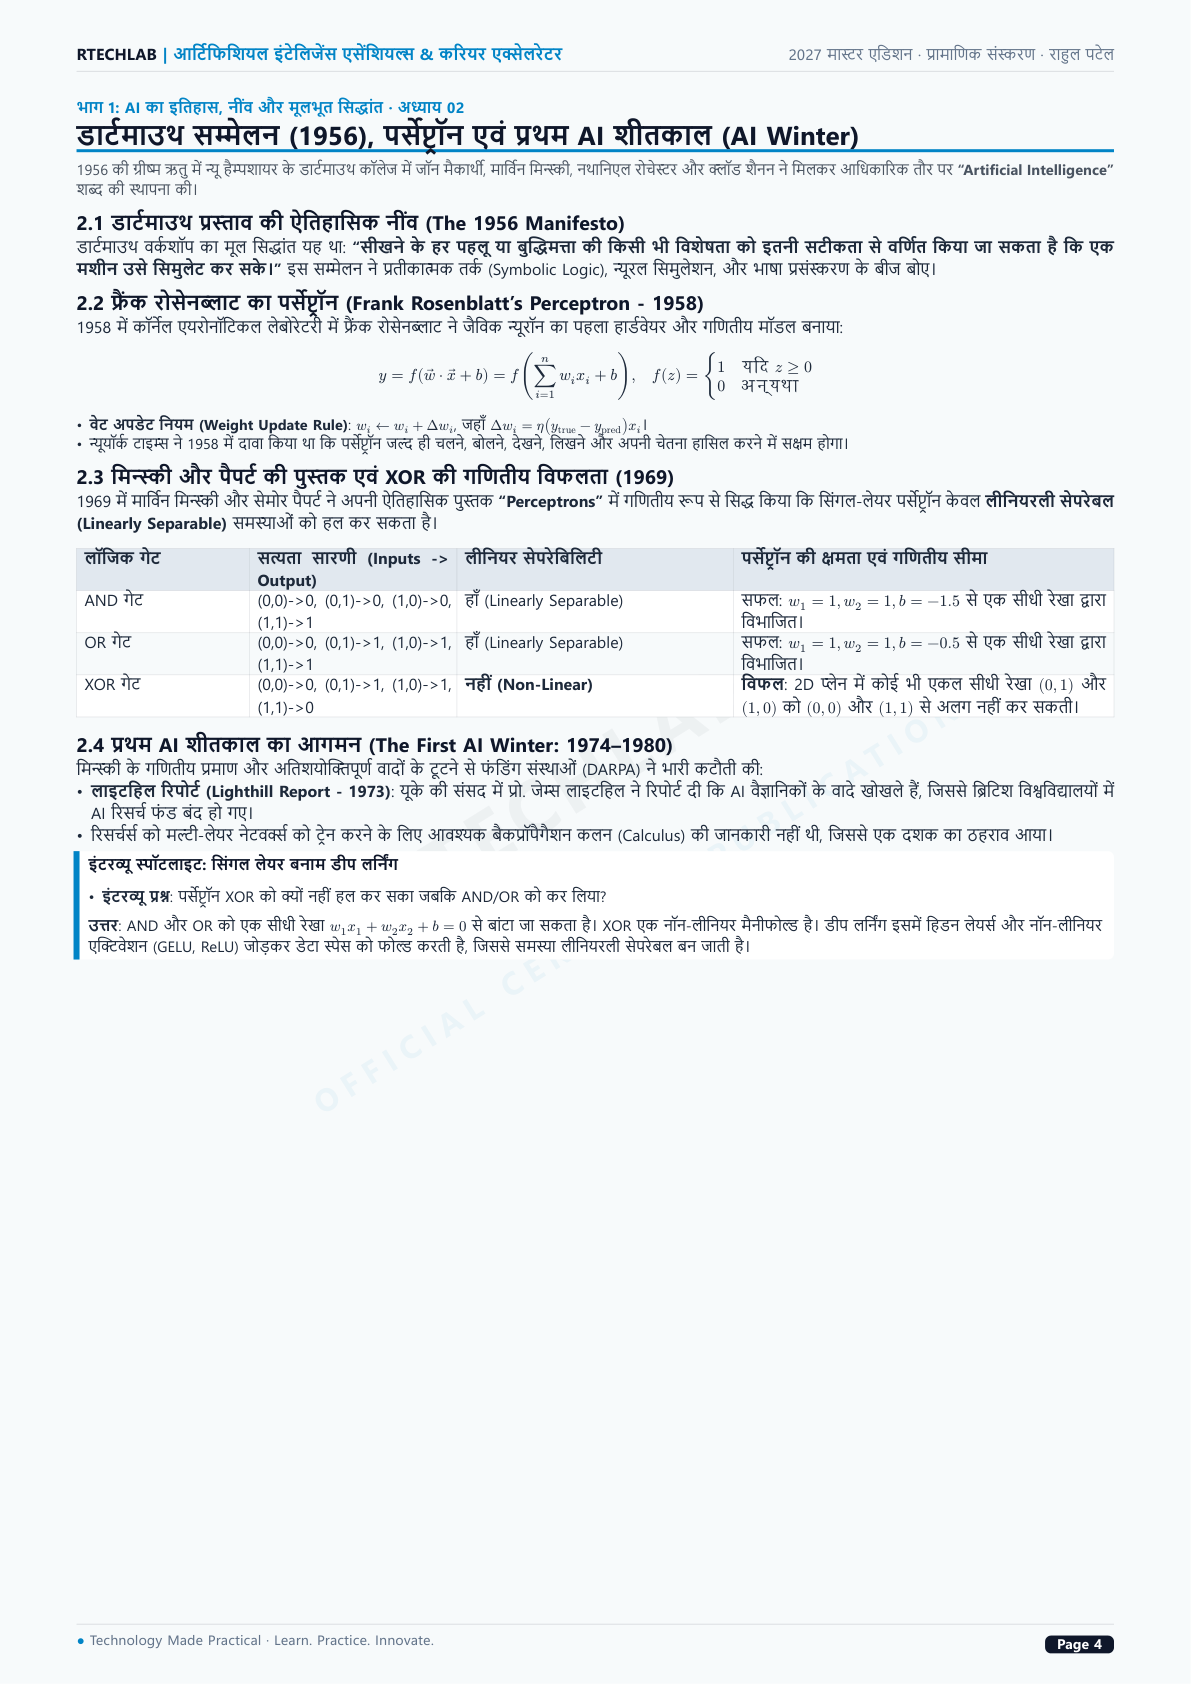 RTECHLAB | आर्टिफिशियल इंटेलिजेंस एसेंशियल्स & करियर एक्सेलरेटर
2027 मास्टर एडिशन · प्रामाणिक संस्करण · राहुल पटेल
भाग 1: AI का इतिहास, नींव और मूलभूत सिद्धांत · अध्याय 02
डार्टमाउथ सम्मेलन (1956), पर्सेप्ट्रॉन एवं प्रथम AI शीतकाल (AI Winter)
1956 की ग्रीष्म ऋतु में न्यू हैम्पशायर के डार्टमाउथ कॉलेज में जॉन मैकार्थी, मार्विन मिन्स्की, नथानिएल रोचेस्टर और क्लॉड शैनन ने मिलकर आधिकारिक तौर पर “Artificial Intelligence”
शब्द की स्थापना की।
2.1 डार्टमाउथ प्रस्ताव की ऐतिहासिक नींव (The 1956 Manifesto)
डार्टमाउथ वर्कशॉप का मूल सिद्धांत यह था: “सीखने के हर पहलू या बुद्धिमत्ता की किसी भी विशेषता को इतनी सटीकता से वर्णित किया जा सकता है कि एक
मशीन उसे सिमुलेट कर सके।” इस सम्मेलन ने प्रतीकात्मक तर्क (Symbolic Logic), न्यूरल सिमुलेशन, और भाषा प्रसंस्करण के बीज बोए।
2.2 फ्रैंक रोसेनब्लाट का पर्सेप्ट्रॉन (Frank Rosenblatt’s Perceptron - 1958)
1958 में कॉर्नेल एयरोनॉटिकल लेबोरेटरी में फ्रैंक रोसेनब्लाट ने जैविक न्यूरॉन का पहला हार्डवेयर और गणितीय मॉडल बनाया:
y = f(w⃗ · x⃗ + b) = f(∑ᵢ₌₁ⁿ wᵢxᵢ + b), f(z) = {1 यदि z ≥ 0
0 अन्यथा
• वेट अपडेट नियम (Weight Update Rule): wᵢ ← wᵢ + Δwᵢ, जहाँ Δwᵢ = η(y_true − y_pred)xᵢ।
• न्यूयॉर्क टाइम्स ने 1958 में दावा किया था कि पर्सेप्ट्रॉन जल्द ही चलने, बोलने, देखने, लिखने और अपनी चेतना हासिल करने में सक्षम होगा।
2.3 मिन्स्की और पैपर्ट की पुस्तक एवं XOR की गणितीय विफलता (1969)
1969 में मार्विन मिन्स्की और सेमोर पैपर्ट ने अपनी ऐतिहासिक पुस्तक “Perceptrons” में गणितीय रूप से सिद्ध किया कि सिंगल-लेयर पर्सेप्ट्रॉन केवल लीनियरली सेपरेबल
(Linearly Separable) समस्याओं को हल कर सकता है।
लॉजिक गेट
सत्यता सारणी (Inputs ->
Output)
लीनियर सेपरेबिलिटी
पर्सेप्ट्रॉन की क्षमता एवं गणितीय सीमा
AND गेट
(0,0)->0, (0,1)->0, (1,0)->0,
(1,1)->1
हाँ (Linearly Separable)
सफल: w₁ = 1, w₂ = 1, b = −1.5 से एक सीधी रेखा द्वारा
विभाजित।
OR गेट
(0,0)->0, (0,1)->1, (1,0)->1,
(1,1)->1
हाँ (Linearly Separable)
सफल: w₁ = 1, w₂ = 1, b = −0.5 से एक सीधी रेखा द्वारा
विभाजित।
XOR गेट
(0,0)->0, (0,1)->1, (1,0)->1,
(1,1)->0
नहीं (Non-Linear)
विफल: 2D प्लेन में कोई भी एकल सीधी रेखा (0, 1) और
(1, 0) को (0, 0) और (1, 1) से अलग नहीं कर सकती।
2.4 प्रथम AI शीतकाल का आगमन (The First AI Winter: 1974–1980)
मिन्स्की के गणितीय प्रमाण और अतिशयोक्तिपूर्ण वादों के टूटने से फंडिंग संस्थाओं (DARPA) ने भारी कटौती की:
• लाइटहिल रिपोर्ट (Lighthill Report - 1973): यूके की संसद में प्रो. जेम्स लाइटहिल ने रिपोर्ट दी कि AI वैज्ञानिकों के वादे खोखले हैं, जिससे ब्रिटिश विश्वविद्यालयों में
AI रिसर्च फंड बंद हो गए।
• रिसर्चर्स को मल्टी-लेयर नेटवर्क्स को ट्रेन करने के लिए आवश्यक बैकप्रॉपैगैशन कलन (Calculus) की जानकारी नहीं थी, जिससे एक दशक का ठहराव आया।
इंटरव्यू स्पॉटलाइट: सिंगल लेयर बनाम डीप लर्निंग
• इंटरव्यू प्रश्न: पर्सेप्ट्रॉन XOR को क्यों नहीं हल कर सका जबकि AND/OR को कर लिया?
उत्तर: AND और OR को एक सीधी रेखा w₁x₁ + w₂x₂ + b = 0 से बांटा जा सकता है। XOR एक नॉन-लीनियर मैनीफोल्ड है। डीप लर्निंग इसमें हिडन लेयर्स और नॉन-लीनियर
एक्टिवेशन (GELU, ReLU) जोड़कर डेटा स्पेस को फोल्ड करती है, जिससे समस्या लीनियरली सेपरेबल बन जाती है।
OFFICIAL
● Technology Made Practical · Learn. Practice. Innovate.
Page 4